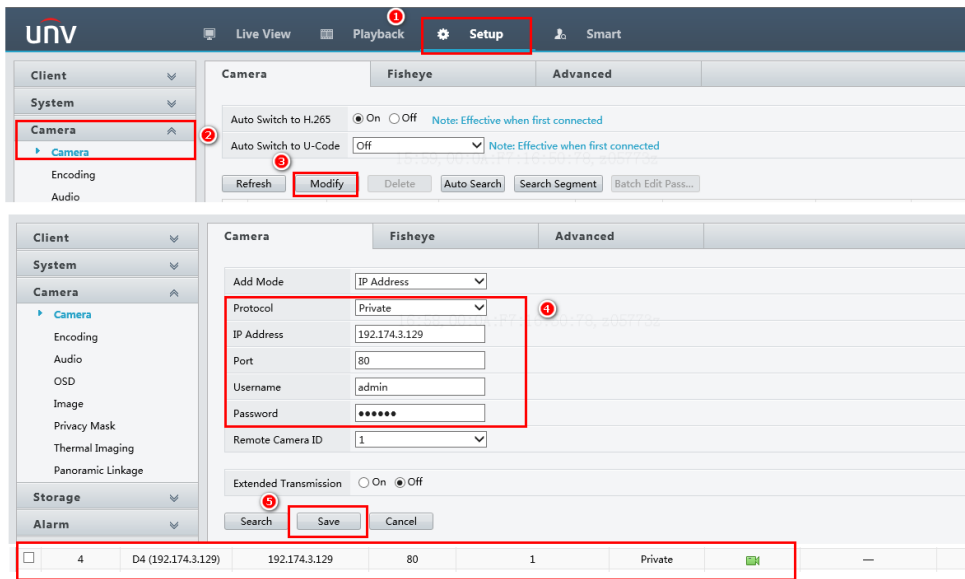 1
unv Live View Playback Setup Smart
Client
Camera Fisheye Advanced
System
Auto Switch to H.265 On Off Note: Effective when first connected
Camera
2
Auto Switch to U-Code Off Note: Effective when first connected
Camera
3
Encoding
Refresh Modify Delete Auto Search Search Segment Batch Edit Pass...
Audio
Client
Camera Fisheye Advanced
System
Add Mode IP Address
Camera
Protocol Private
4
Camera
IP Address 192.174.3.129
Encoding
Port 80
Audio
OSD
Username admin
Image
Password ••••••
Privacy Mask
Remote Camera ID 1
Thermal Imaging
Panoramic Linkage
Extended Transmission On Off
Storage
5
Alarm
Search Save Cancel
4 D4 (192.174.3.129) 192.174.3.129 80 1 Private —